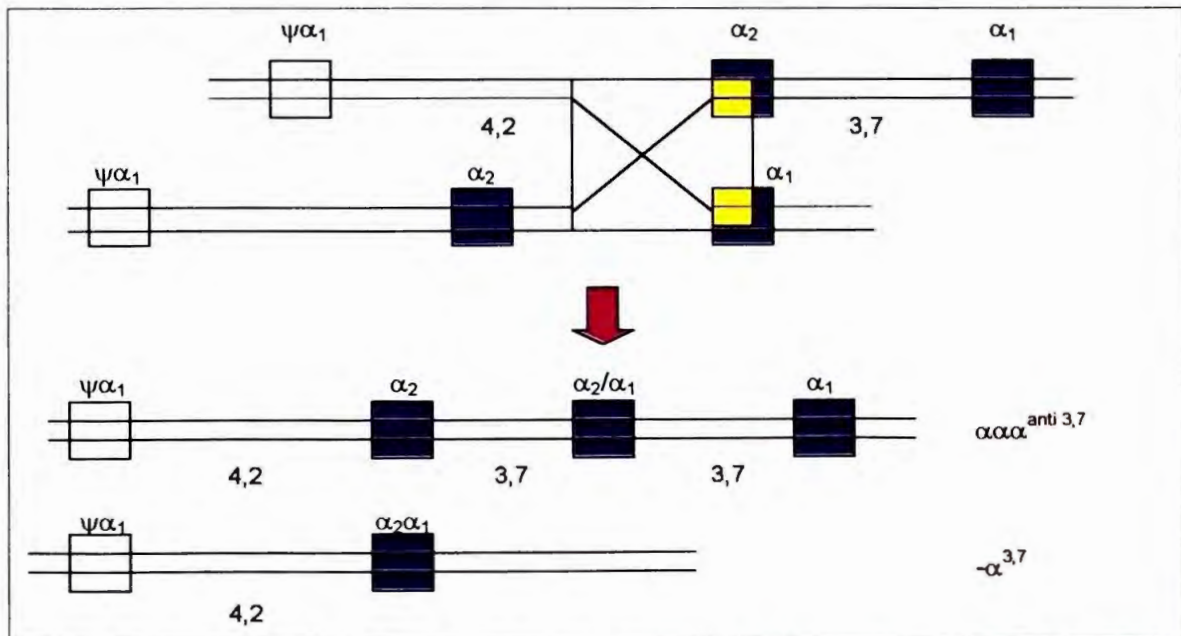 ψα₁ α₂ α₁
4,2 3,7
ψα₁ α₂ α₁
ψα₁ α₂ α₂/α₁ α₁
αααᵃⁿᵗⁱ ³,⁷
4,2 3,7 3,7
ψα₁ α₂α₁
-α³,⁷
4,2